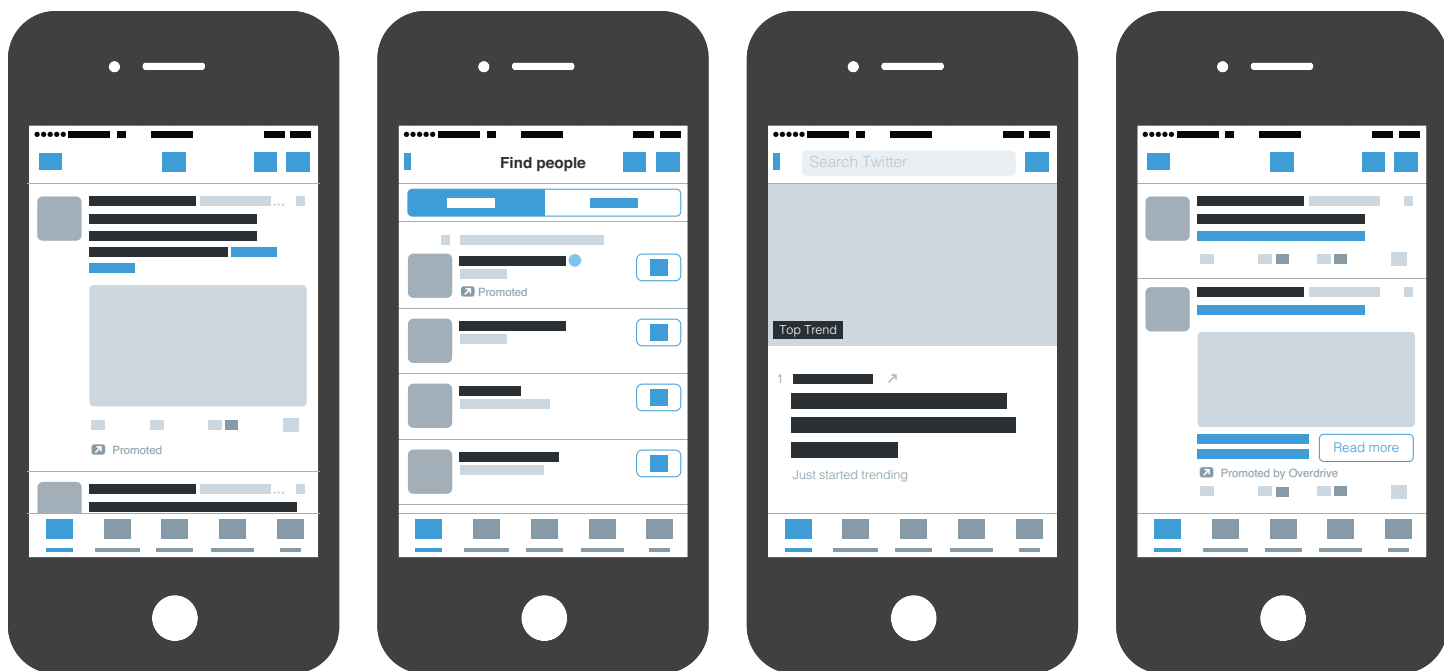 Promoted
Find people
Promoted
Search Twitter
Top Trend
1
Just started trending
Read more
Promoted by Overdrive